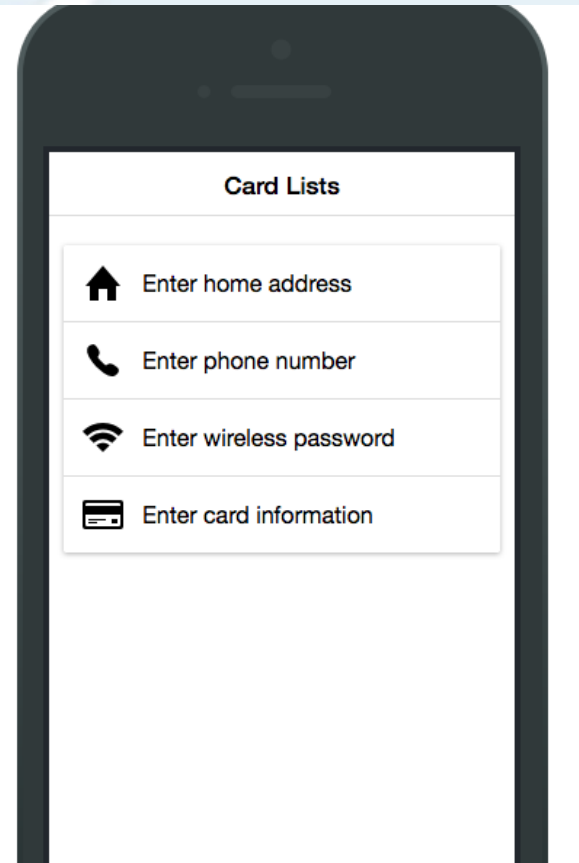 Card Lists
Enter home address
Enter phone number
Enter wireless password
Enter card information